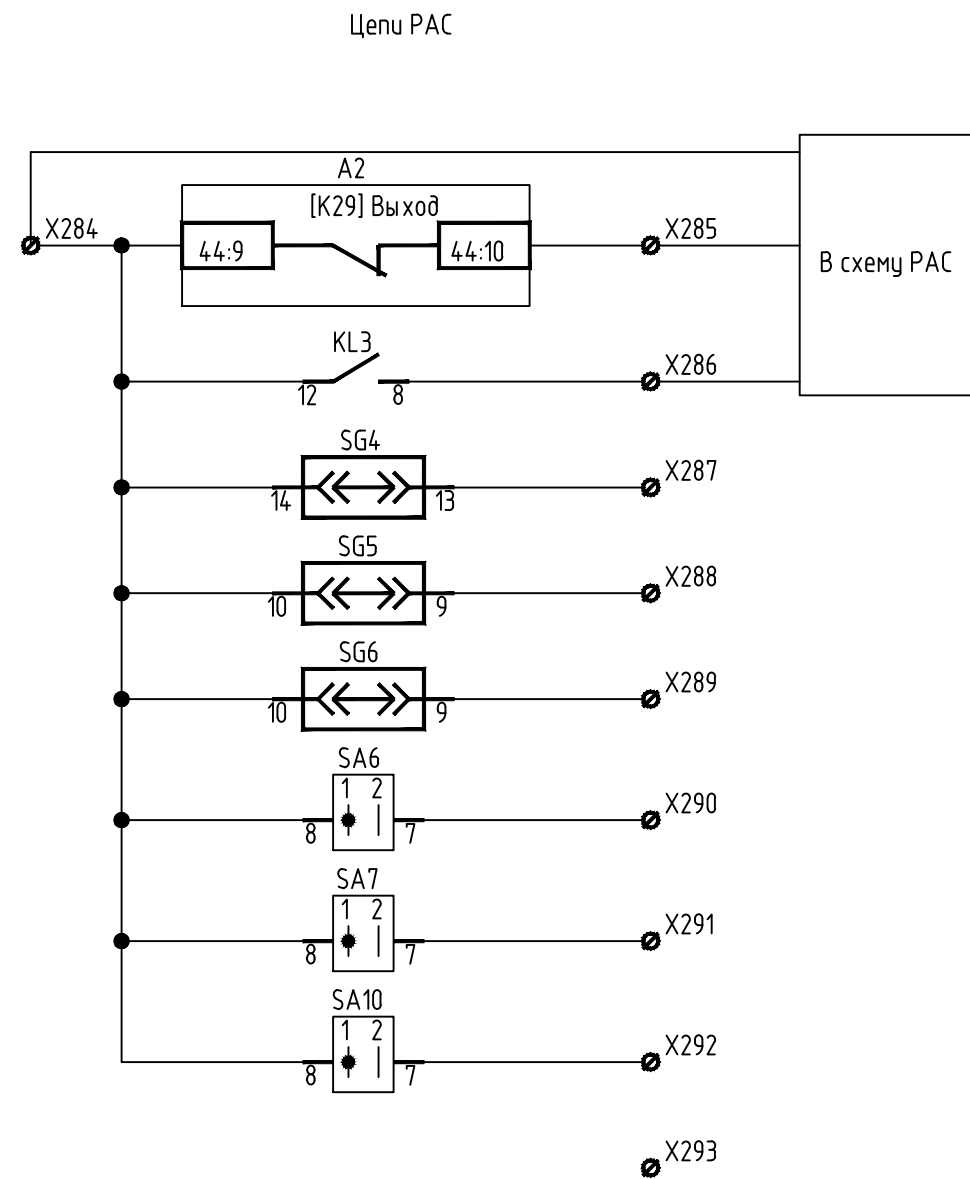 Цепи РАС
А2
[К29] Выход
X284
44:9
44:10
X285
В схему РАС
KL3
12
8
X286
SG4
14
13
X287
SG5
10
9
X288
SG6
10
9
X289
SA6
1 2
8
7
X290
SA7
1 2
8
7
X291
SA10
1 2
8
7
X292
X293